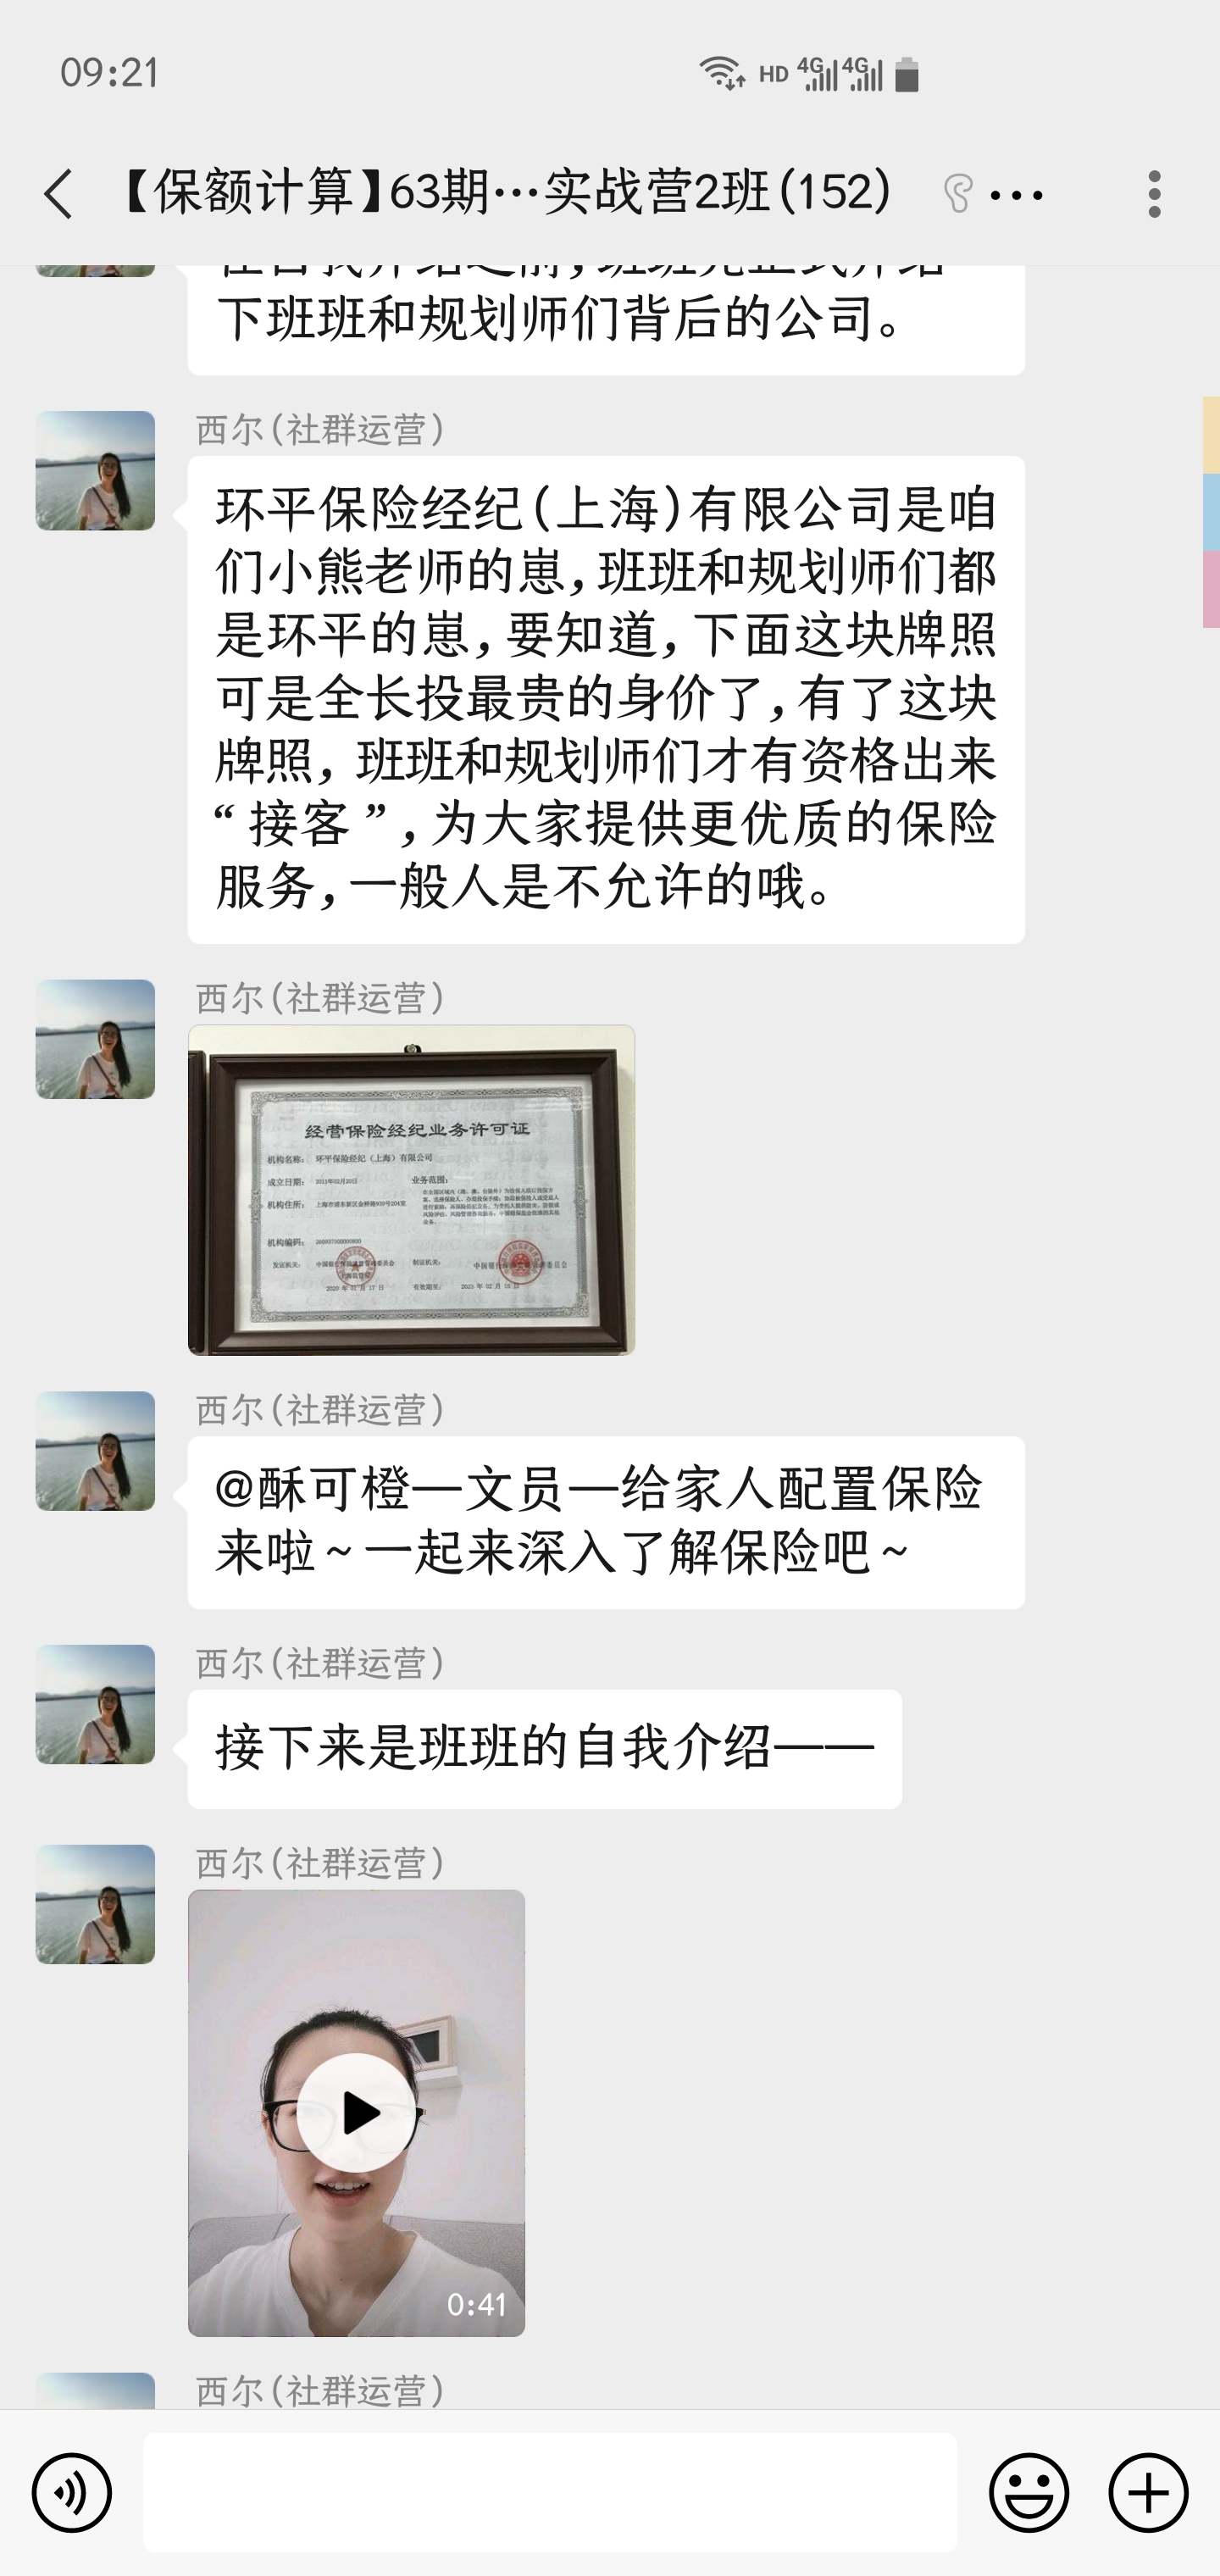 09:21
HD 4G 4G
【保额计算】63期…实战营2班(152)
下班班和规划师们背后的公司。
西尔(社群运营)
环平保险经纪(上海)有限公司是咱
们小熊老师的崽,班班和规划师们都
是环平的崽,要知道,下面这块牌照
可是全长投最贵的身价了,有了这块
牌照,班班和规划师们才有资格出来
“接客”,为大家提供更优质的保险
服务,一般人是不允许的哦。
西尔(社群运营)
经营保险经纪业务许可证
机构名称: 环平保险经纪(上海)有限公司
成立日期:
业务范围:
机构住所:
机构编码:
发证机关:
制证机关:
有效期至:
西尔(社群运营)
@酥可橙—文员—给家人配置保险
来啦~一起来深入了解保险吧~
西尔(社群运营)
接下来是班班的自我介绍——
西尔(社群运营)
0:41
西尔(社群运营)